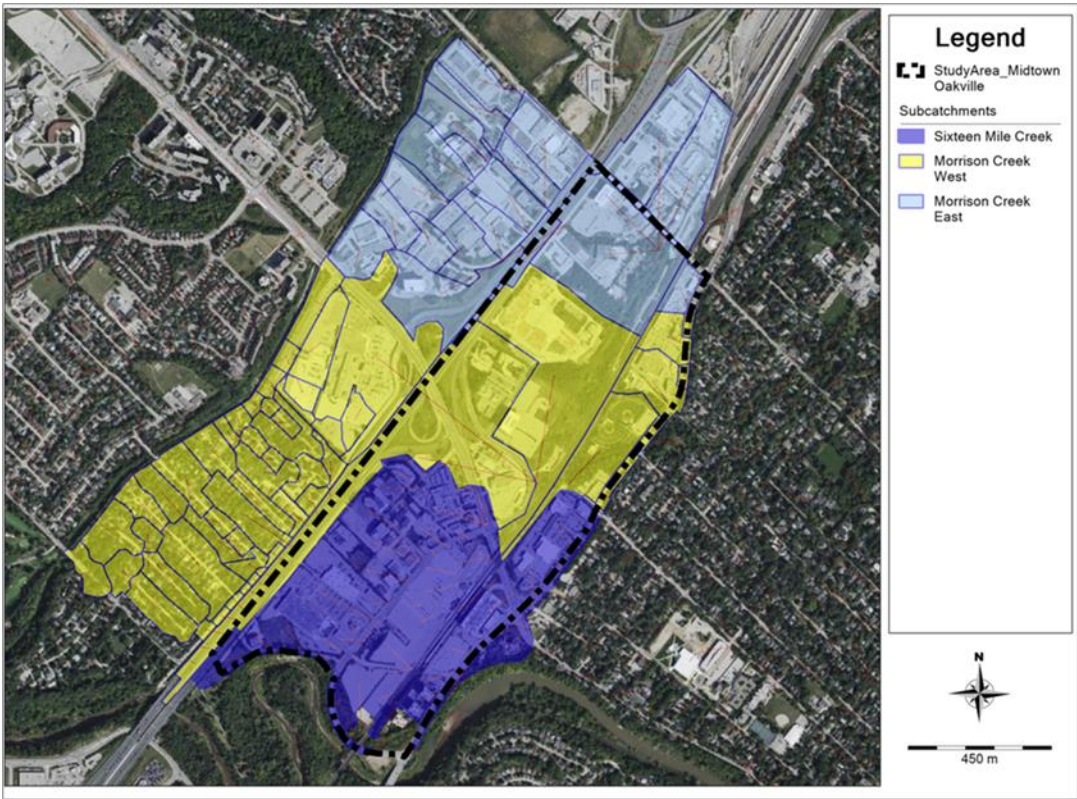 Legend
StudyArea_Midtown
Oakville
Subcatchments
Sixteen Mile Creek
Morrison Creek
West
Morrison Creek
East
N
450 m